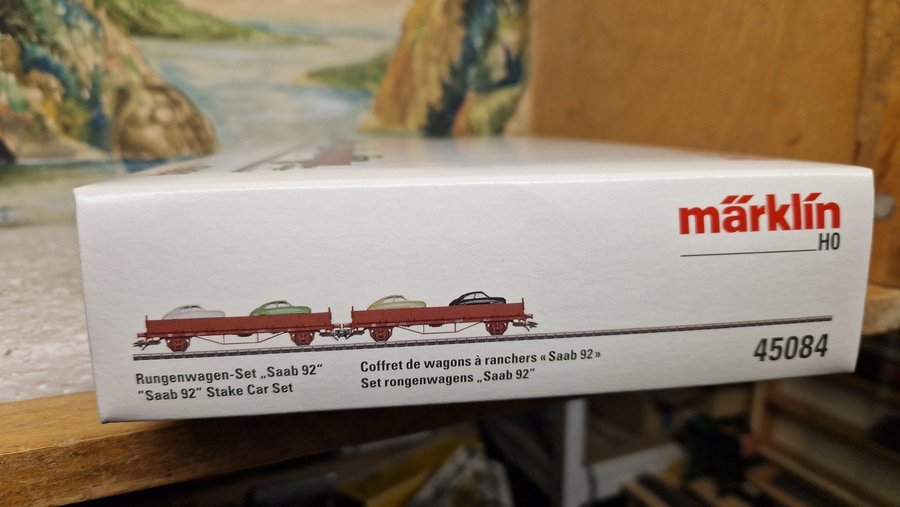 märklín
H0
Rungenwagen-Set „Saab 92“
“Saab 92” Stake Car Set
Coffret de wagons à ranchers « Saab 92 »
Set rongenwagens „Saab 92”
45084